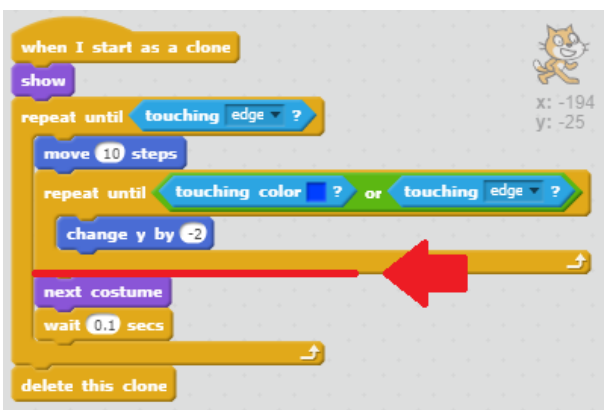 when I start as a clone
show
x: -194
repeat until touching edge ?
y: -25
move 10 steps
repeat until touching color ? or touching edge ?
change y by -2
next costume
wait 0.1 secs
delete this clone